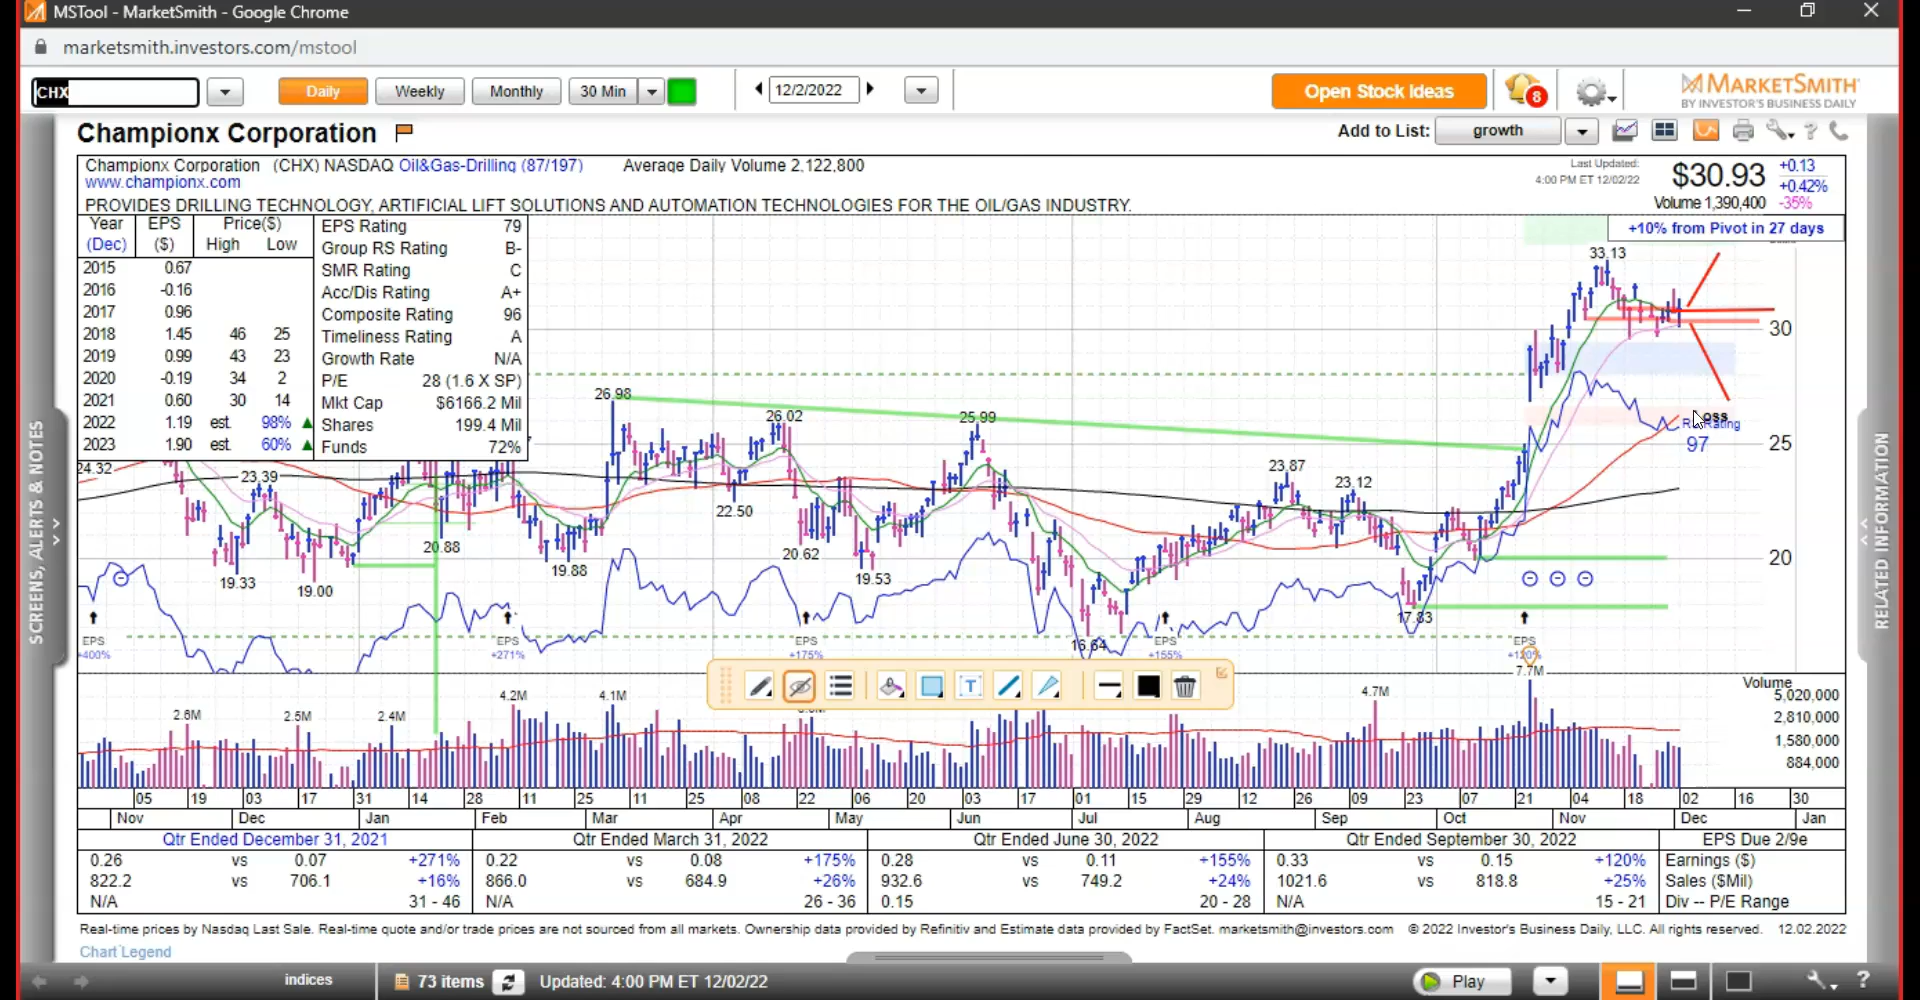 MSTool - MarketSmith - Google Chrome
marketsmith.investors.com/mstool
CHX
Daily Weekly Monthly 30 Min 12/2/2022 Open Stock Ideas 8 MARKETSMITH
BY INVESTOR'S BUSINESS DAILY
Championx Corporation Add to List: growth ?
Championx Corporation (CHX) NASDAQ Oil&Gas-Drilling (87/197) Average Daily Volume 2,122,800
www.championx.com
PROVIDES DRILLING TECHNOLOGY, ARTIFICIAL LIFT SOLUTIONS AND AUTOMATION TECHNOLOGIES FOR THE OIL/GAS INDUSTRY.
Last Updated:
4:00 PM ET 12/02/22
$30.93 +0.13
+0.42%
Volume 1,390,400 -35%
+10% from Pivot in 27 days
Year EPS Price($)
(Dec) ($) High Low
2015 0.67
2016 -0.16
2017 0.96
2018 1.45 46 25
2019 0.99 43 23
2020 -0.19 34 2
2021 0.60 30 14
2022 1.19 est. 98%
2023 1.90 est. 60%
EPS Rating 79
Group RS Rating B-
SMR Rating C
Acc/Dis Rating A+
Composite Rating 96
Timeliness Rating A
Growth Rate N/A
P/E 28 (1.6 X SP)
Mkt Cap $6166.2 Mil
Shares 199.4 Mil
Funds 72%
33.13
30
26.98
26.02
25.99
Rating
97
25
24.32
23.39
23.87
23.12
22.50
20.88
20.62
19.88
19.53
19.33
19.00
20
17.83
16.64
EPS EPS EPS EPS EPS
+400% +271% +175% +155% +120%
7.7M
T
Volume
5,020,000
2,810,000
1,580,000
884,000
2.8M 2.5M 2.4M 4.2M 4.1M 4.7M
05 19 03 17 31 14 28 11 25 11 25 08 22 06 20 03 17 01 15 29 12 26 09 23 07 21 04 18 02 16 30
Nov Dec Jan Feb Mar Apr May Jun Jul Aug Sep Oct Nov Dec Jan
Qtr Ended December 31, 2021 Qtr Ended March 31, 2022 Qtr Ended June 30, 2022 Qtr Ended September 30, 2022 EPS Due 2/9e
0.26 vs 0.07 +271% 0.22 vs 0.08 +175% 0.28 vs 0.11 +155% 0.33 vs 0.15 +120% Earnings ($)
822.2 vs 706.1 +16% 866.0 vs 684.9 +26% 932.6 vs 749.2 +24% 1021.6 vs 818.8 +25% Sales ($Mil)
N/A 31 - 46 N/A 26 - 36 0.15 20 - 28 N/A 15 - 21 Div -- P/E Range
Real-time prices by Nasdaq Last Sale. Real-time quote and/or trade prices are not sourced from all markets. Ownership data provided by Refinitiv and Estimate data provided by FactSet. marketsmith@investors.com © 2022 Investor's Business Daily, LLC. All rights reserved. 12.02.2022
Chart Legend
SCREENS, ALERTS & NOTES
RELATED INFORMATION
indices 73 items Updated: 4:00 PM ET 12/02/22 Play ?